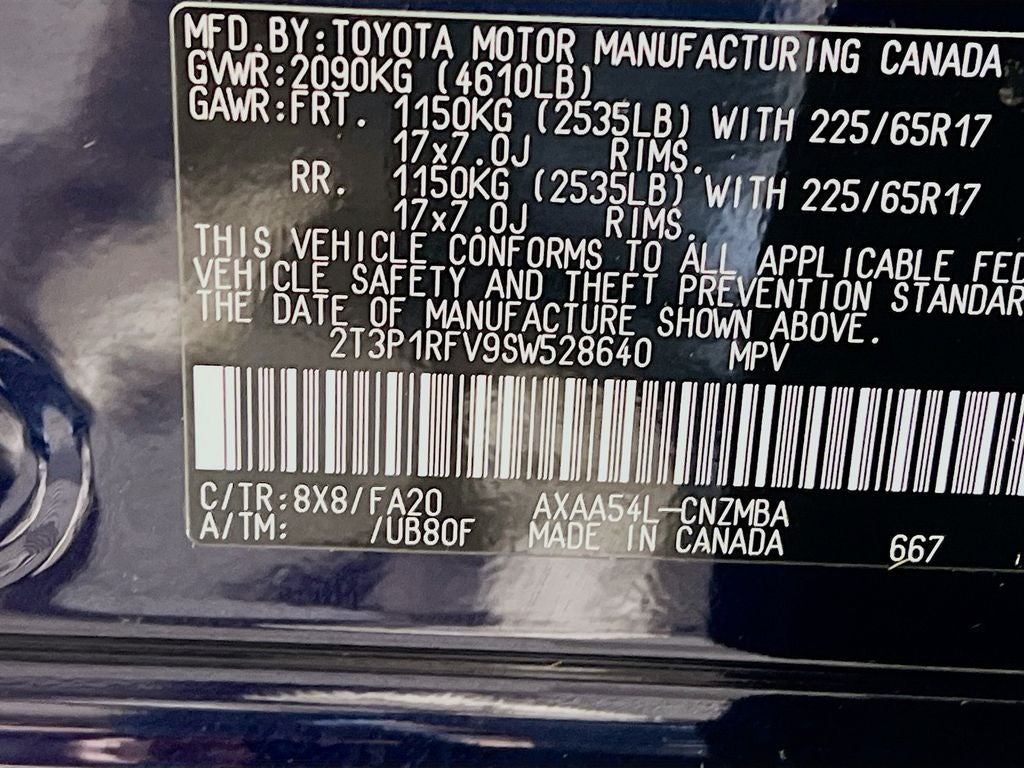 MFD.BY:TOYOTA MOTOR MANUFACTURING CANADA
GVWR:2090KG (4610LB)
GAWR:FRT. 1150KG (2535LB) WITH 225/65R17
17x7.0J RIMS.
RR. 1150KG (2535LB) WITH 225/65R17
17x7.0J RIMS.
THIS VEHICLE CONFORMS TO ALL APPLICABLE FED
VEHICLE SAFETY AND THEFT PREVENTION STANDAR
THE DATE OF MANUFACTURE SHOWN ABOVE.
2T3P1RFV9SW528640 MPV
C/TR:8X8/FA20 AXAA54L-CNZMBA
A/TM: /UB80F MADE IN CANADA 667